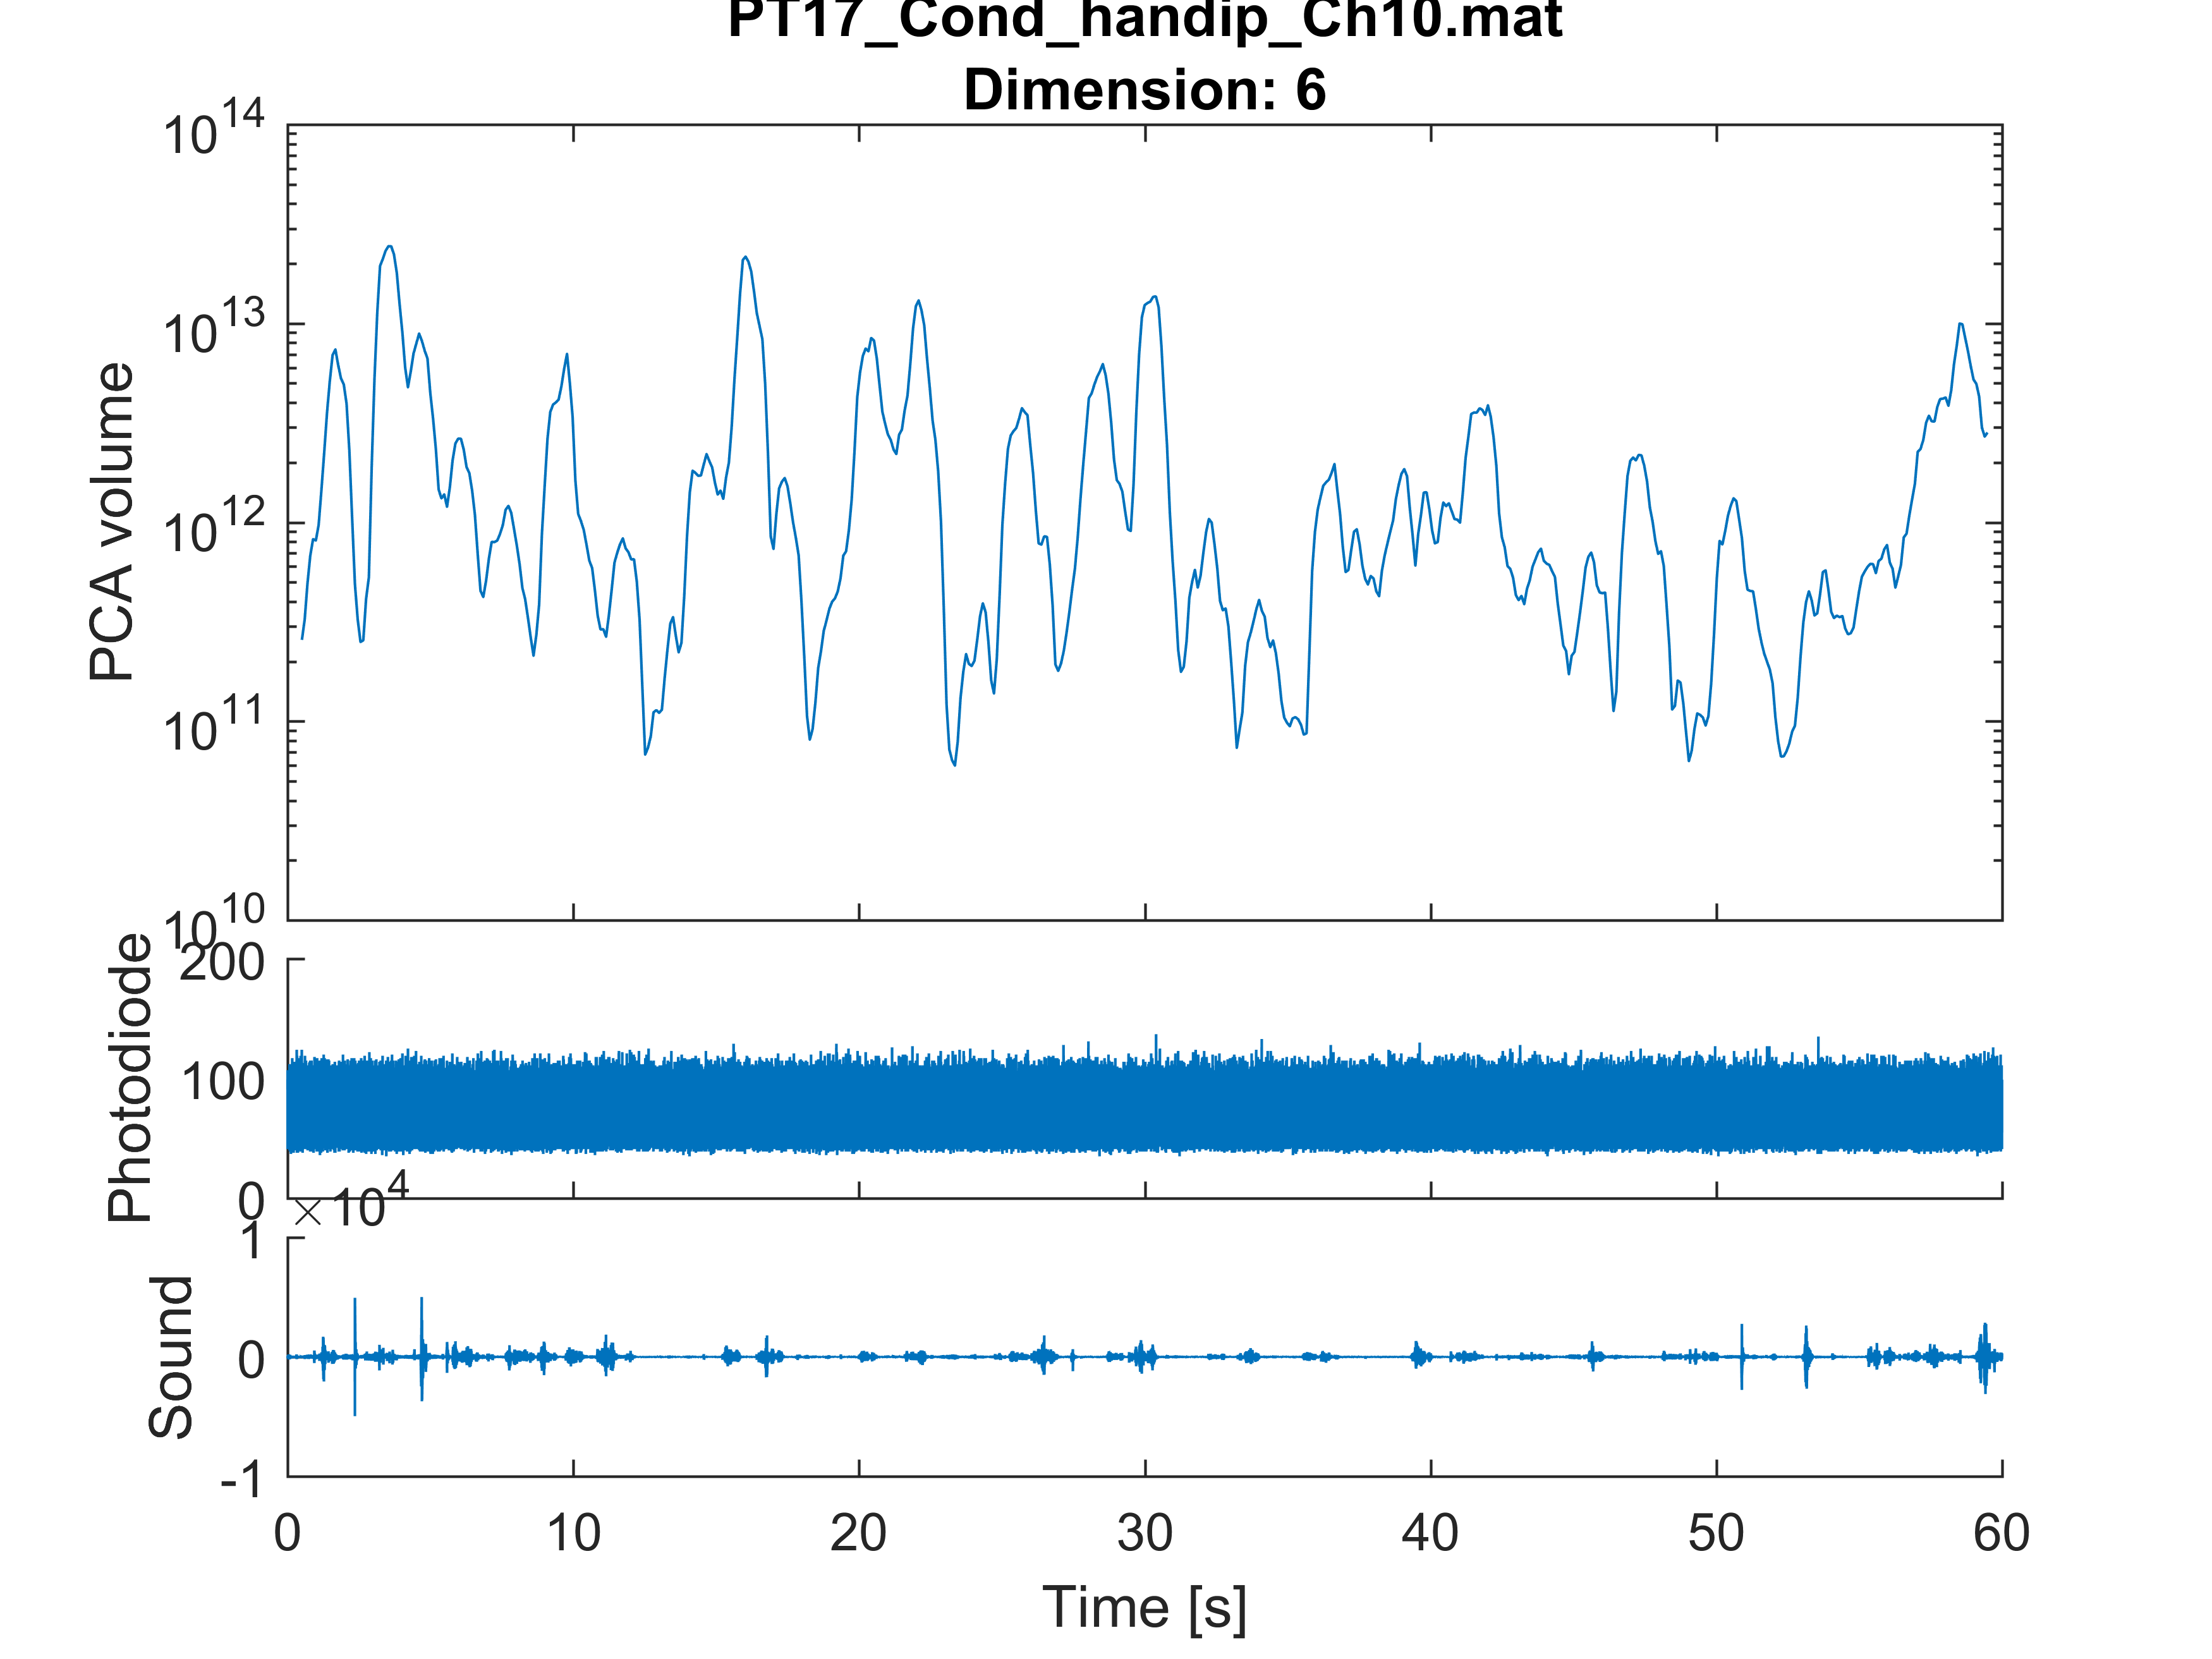 PT17_Cond_handip_Ch10.mat
Dimension: 6
10^14
10^13
10^12
10^11
10^10
PCA volume
200
100
0
Photodiode
×10^4
1
0
-1
Sound
0 10 20 30 40 50 60
Time [s]